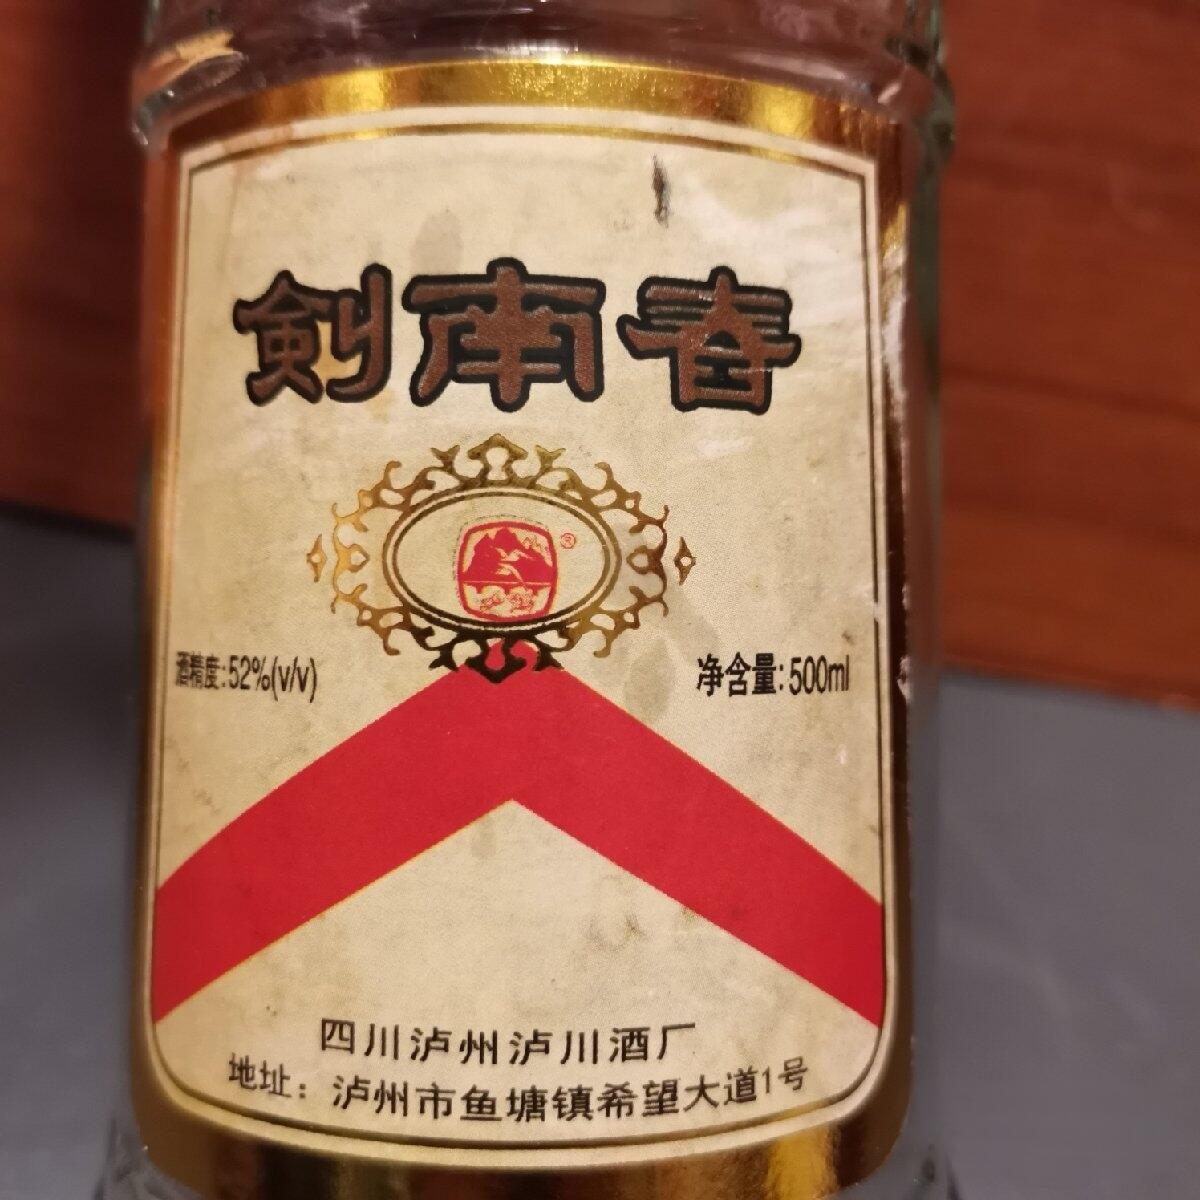 剣南春
®
酒精度:52%(v/v)
净含量:500ml
四川泸州泸川酒厂
地址：泸州市鱼塘镇希望大道1号